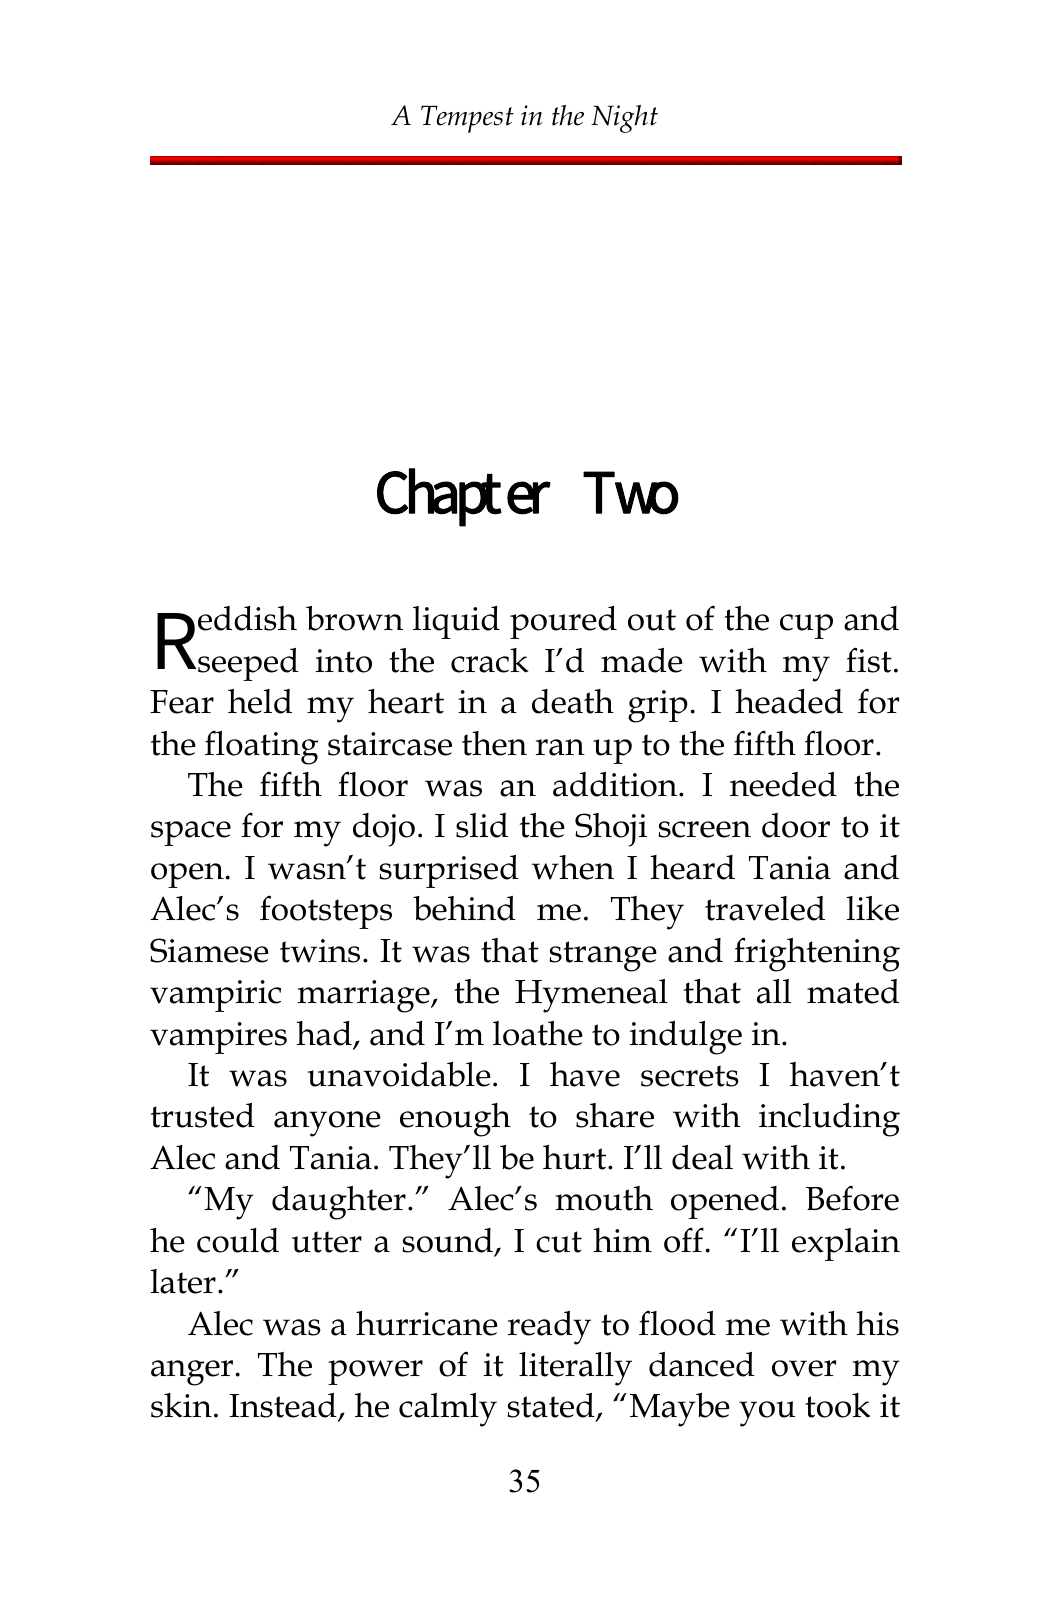 A Tempest in the Night
Chapter Two
Reddish brown liquid poured out of the cup and
seeped into the crack I’d made with my fist.
Fear held my heart in a death grip. I headed for
the floating staircase then ran up to the fifth floor.
The fifth floor was an addition. I needed the
space for my dojo. I slid the Shoji screen door to it
open. I wasn’t surprised when I heard Tania and
Alec’s footsteps behind me. They traveled like
Siamese twins. It was that strange and frightening
vampiric marriage, the Hymeneal that all mated
vampires had, and I’m loathe to indulge in.
It was unavoidable. I have secrets I haven’t
trusted anyone enough to share with including
Alec and Tania. They’ll be hurt. I’ll deal with it.
“My daughter.” Alec’s mouth opened. Before
he could utter a sound, I cut him off. “I’ll explain
later.”
Alec was a hurricane ready to flood me with his
anger. The power of it literally danced over my
skin. Instead, he calmly stated, “Maybe you took it
35